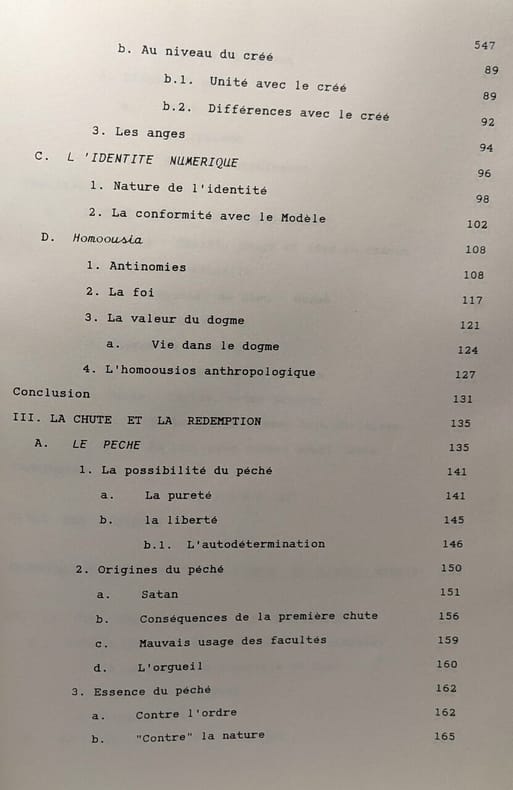 547
b. Au niveau du créé 89
b.1. Unité avec le créé 89
b.2. Différences avec le créé 92
3. Les anges 94
C. L 'IDENTITE NUMERIQUE 96
1. Nature de l'identité 98
2. La conformité avec le Modèle 102
D. Homoousia 108
1. Antinomies 108
2. La foi 117
3. La valeur du dogme 121
a. Vie dans le dogme 124
4. L'homoousios anthropologique 127
Conclusion 131
III. LA CHUTE ET LA REDEMPTION 135
A. LE PECHE 135
1. La possibilité du péché 141
a. La pureté 141
b. la liberté 145
b.1. L'autodétermination 146
2. Origines du péché 150
a. Satan 151
b. Conséquences de la première chute 156
c. Mauvais usage des facultés 159
d. L'orgueil 160
3. Essence du péché 162
a. Contre l'ordre 162
b. "Contre" la nature 165